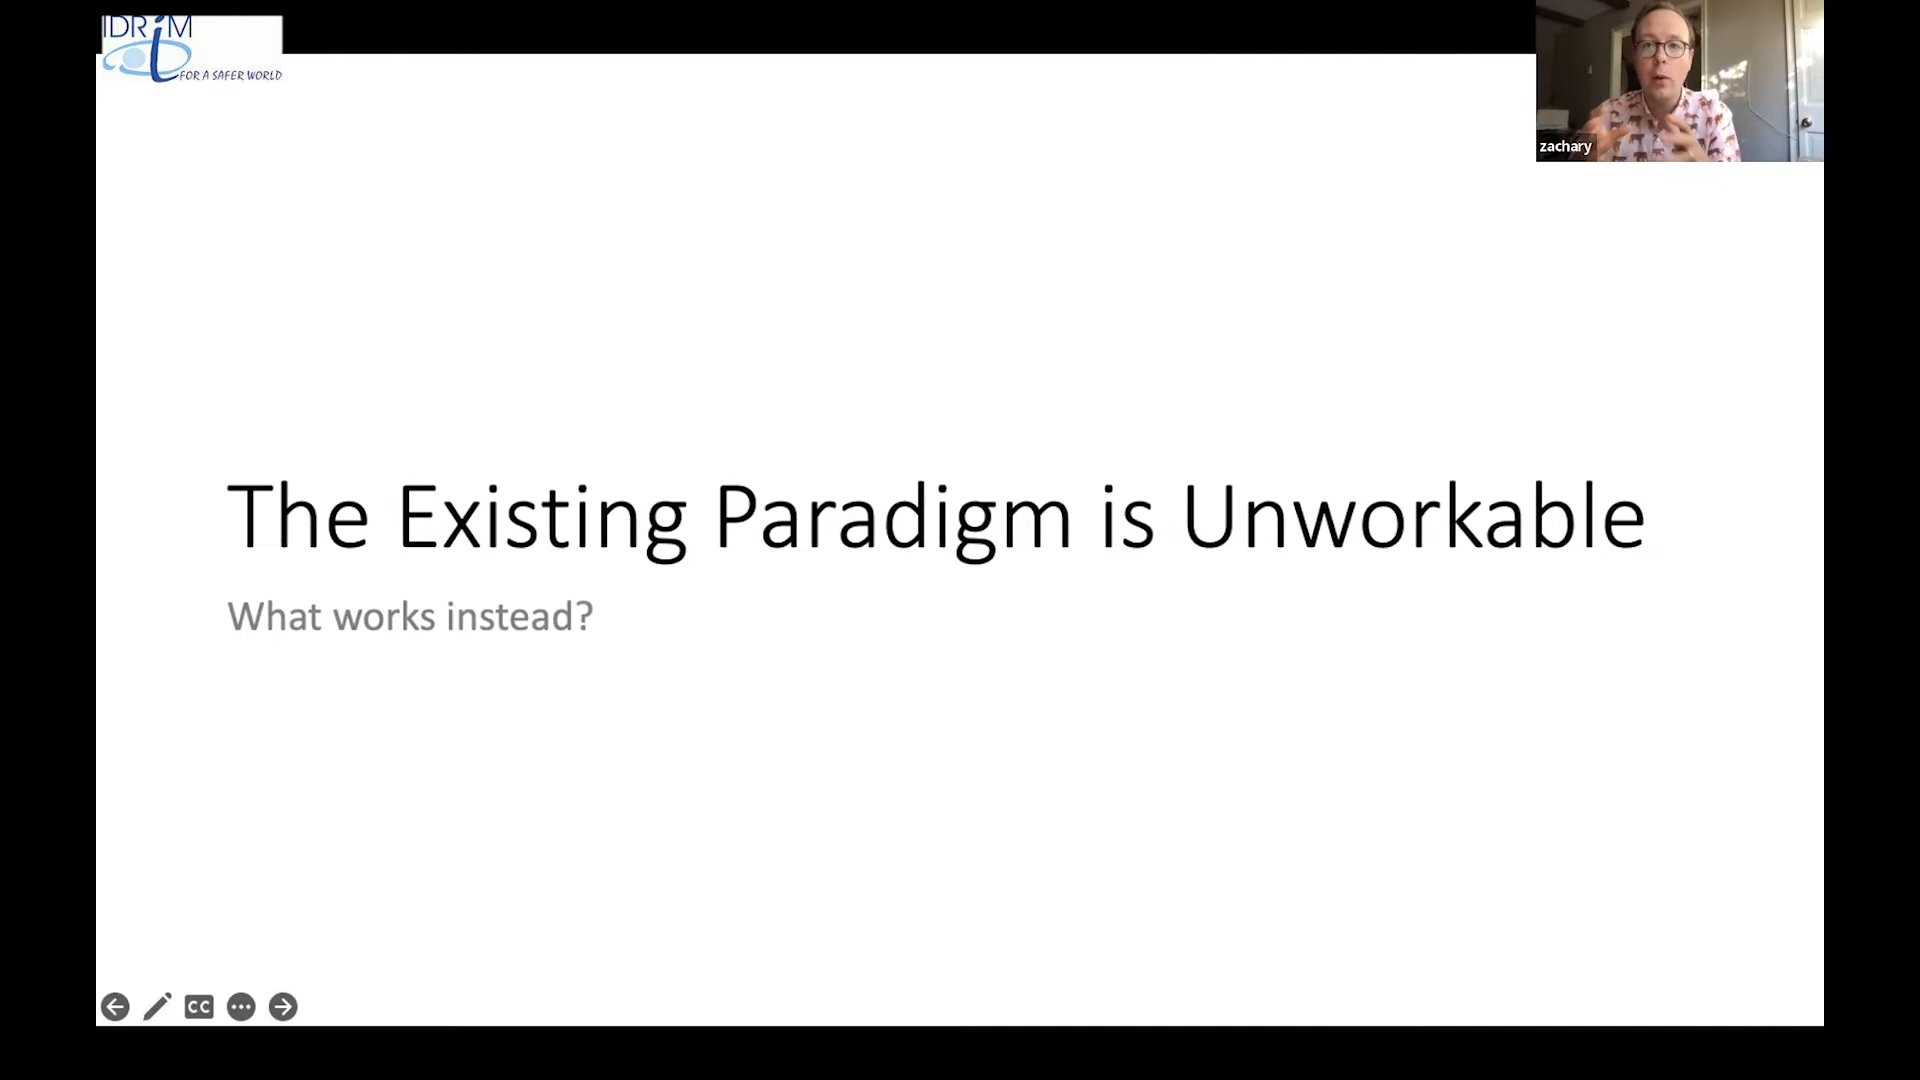 IDRiM
FOR A SAFER WORLD
zachary
The Existing Paradigm is Unworkable
What works instead?
CC